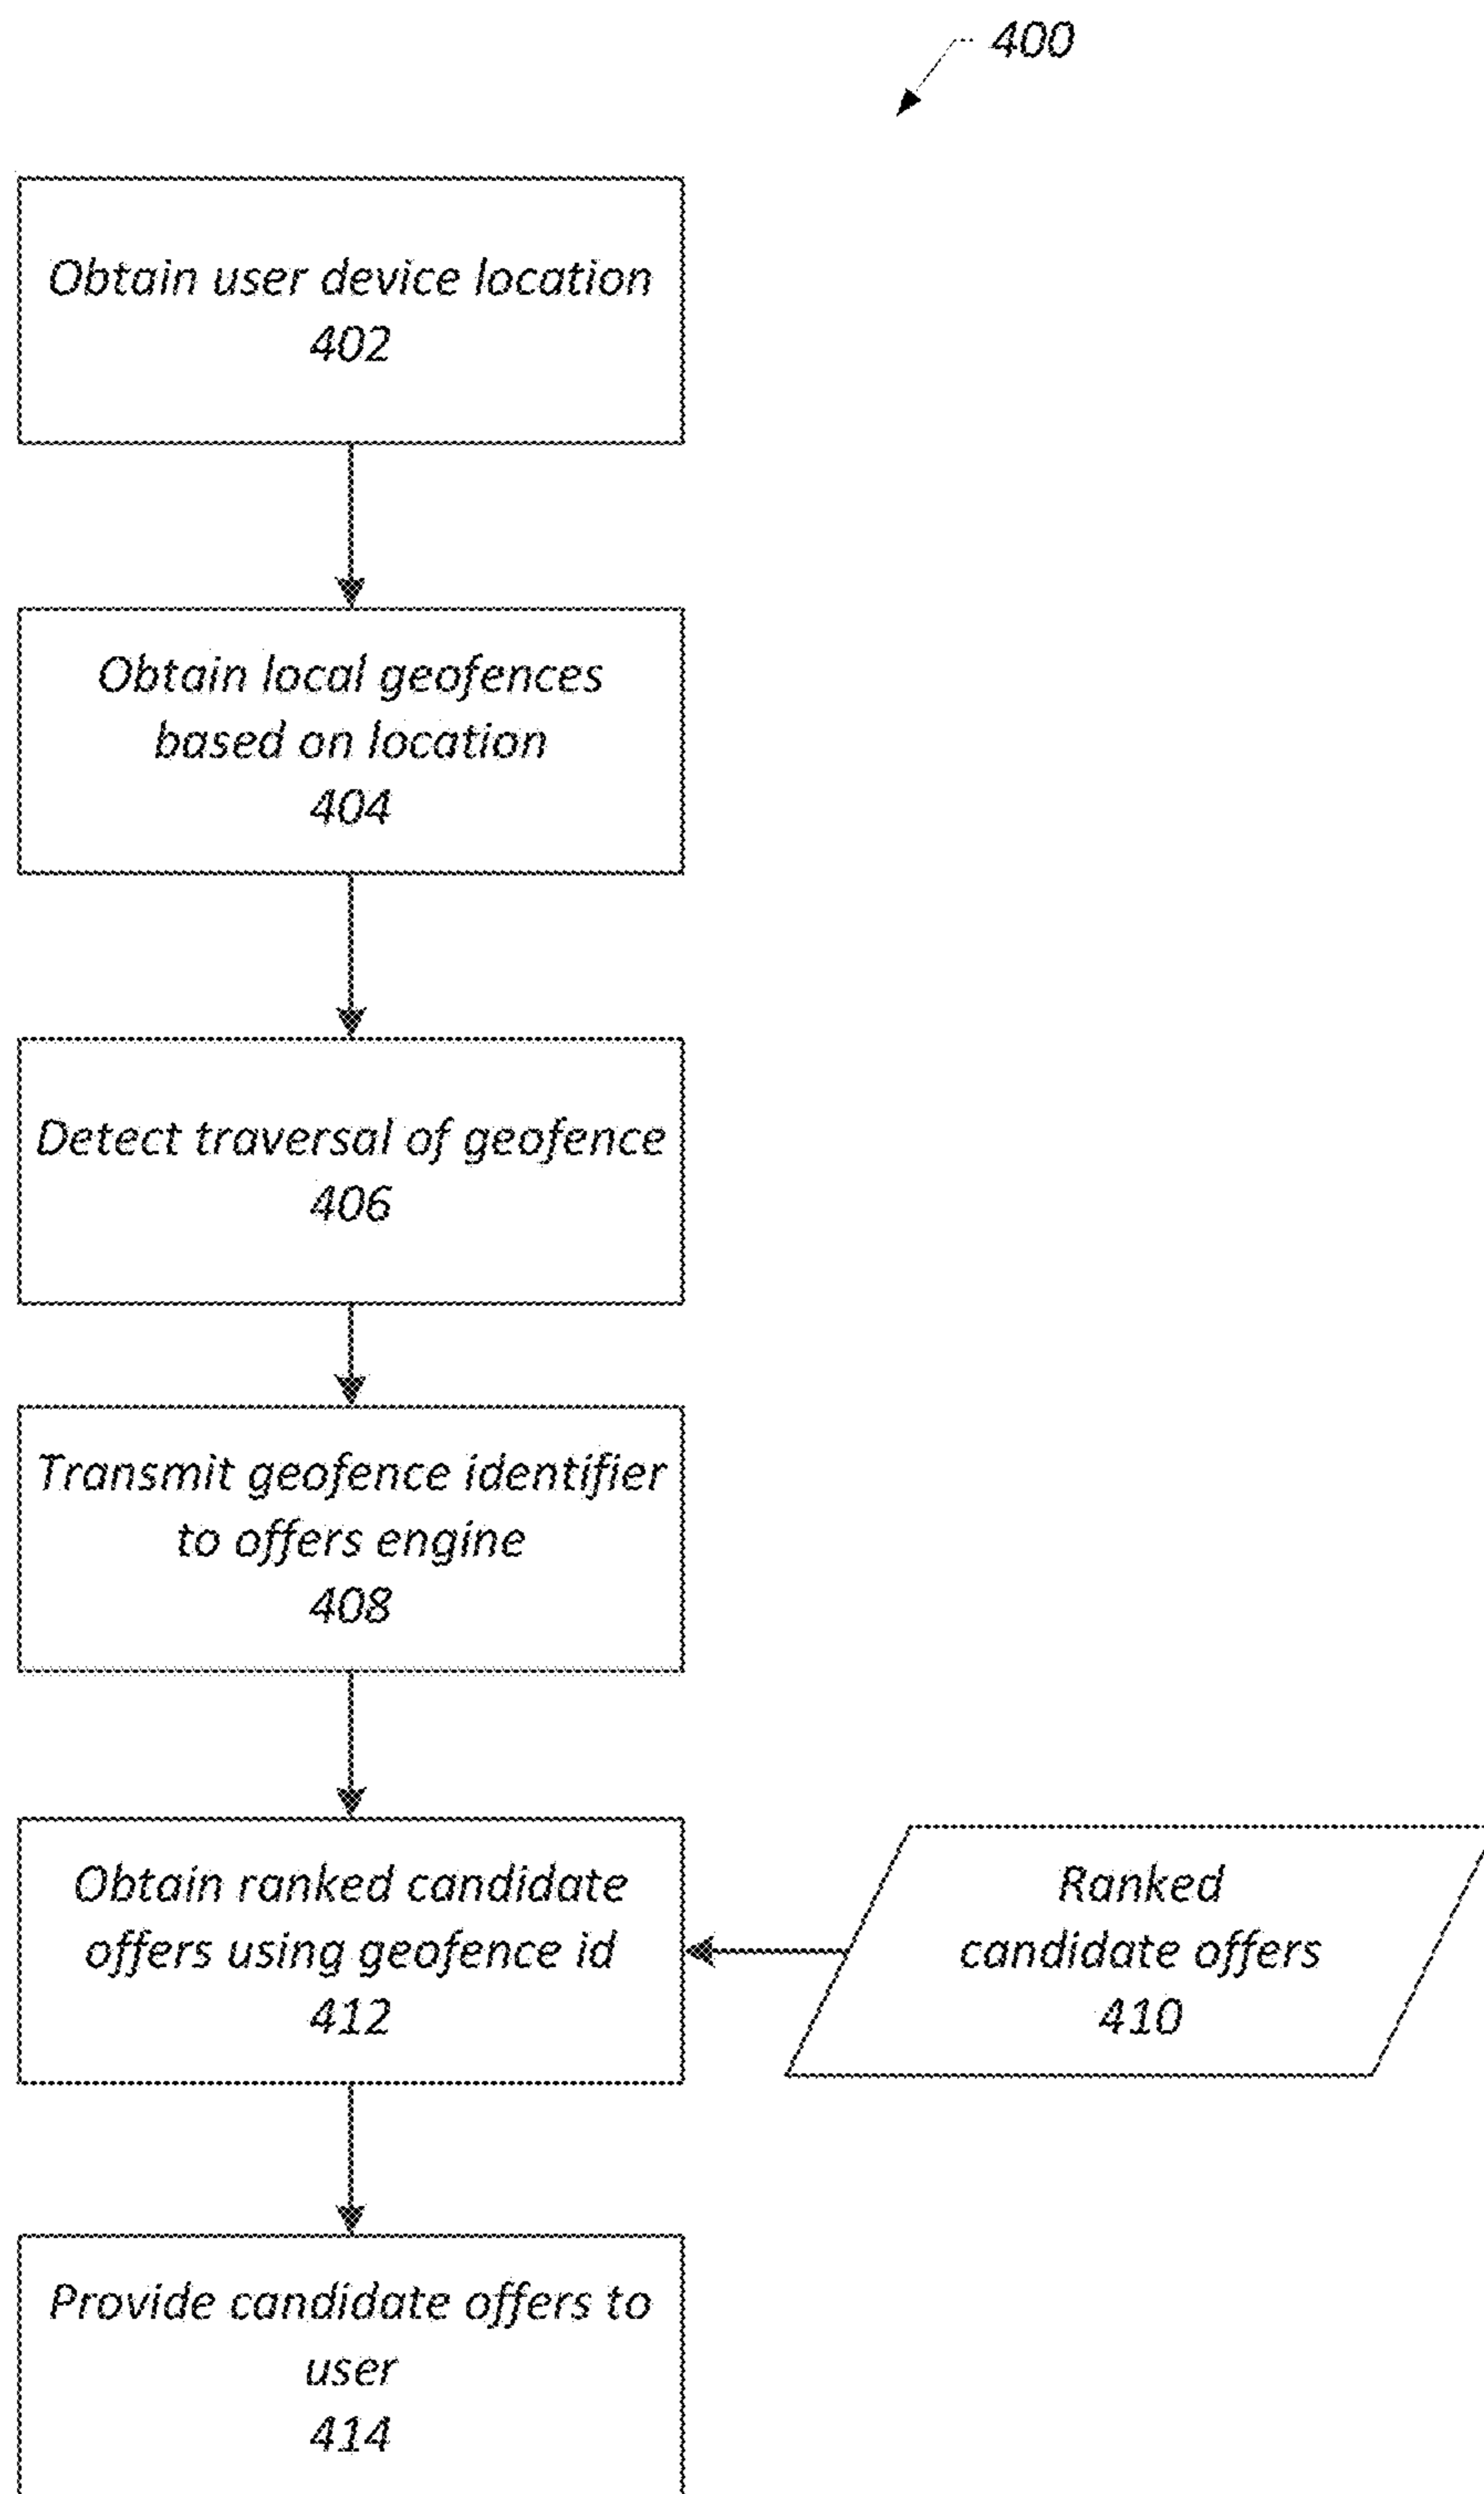 400
Obtain user device location
402
Obtain local geofences
based on location
404
Detect traversal of geofence
406
Transmit geofence identifier
to offers engine
408
Obtain ranked candidate
offers using geofence id
412
Ranked
candidate offers
410
Provide candidate offers to
user
414